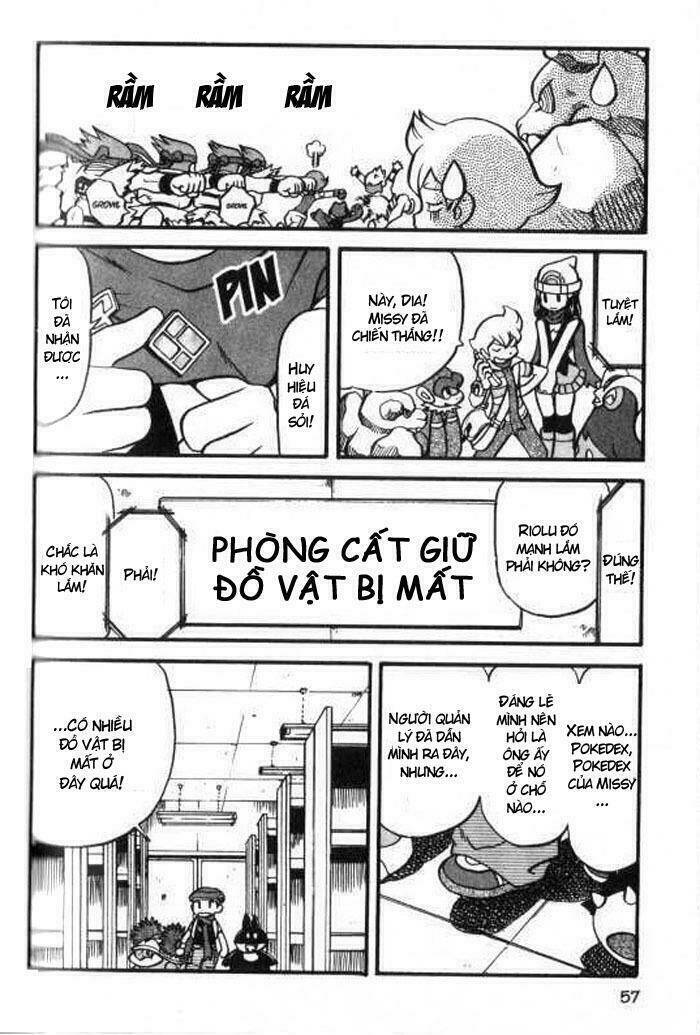 RẦM RẦM RẦM
GROWL
GROWL
TUYỆT
LẮM!
NÀY, DIA!
MISSY ĐÃ
CHIẾN THẮNG!!
PIN
HUY
HIỆU
ĐÁ
SỎI!
TÔI
ĐÃ
NHẬN
ĐƯỢC
...
ĐÚNG
THẾ!
RIOLU ĐÓ
MẠNH LẮM
PHẢI KHÔNG?
PHÒNG CẤT GIỮ
ĐỒ VẬT BỊ MẤT
PHẢI!
CHẮC LÀ
KHÓ KHĂN
LẮM!
XEM NÀO...
POKEDEX,
POKEDEX
CỦA MISSY
...
ĐÁNG LẼ
MÌNH NÊN
HỎI LÀ
ÔNG ẤY
ĐỂ NÓ
Ở CHỖ
NÀO...
NGƯỜI QUẢN
LÝ ĐÃ DẪN
MÌNH RA ĐÂY,
NHƯNG...
...CÓ NHIỀU
ĐỒ VẬT BỊ
MẤT Ở
ĐÂY QUÁ!
57